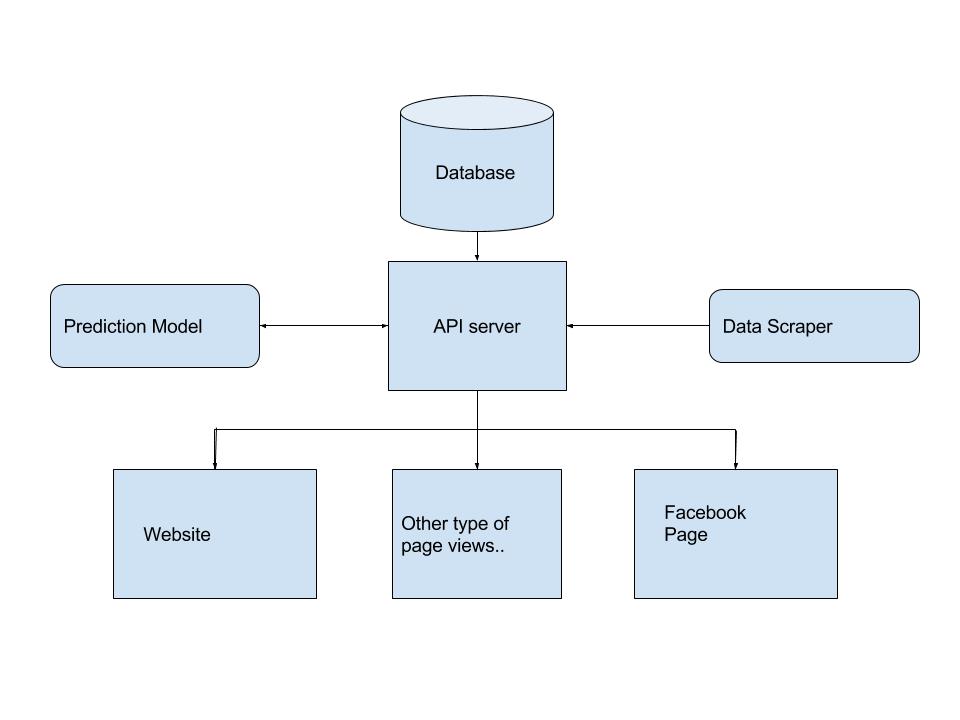 Database
Prediction Model
API server
Data Scraper
Website
Other type of
page views..
Facebook
Page